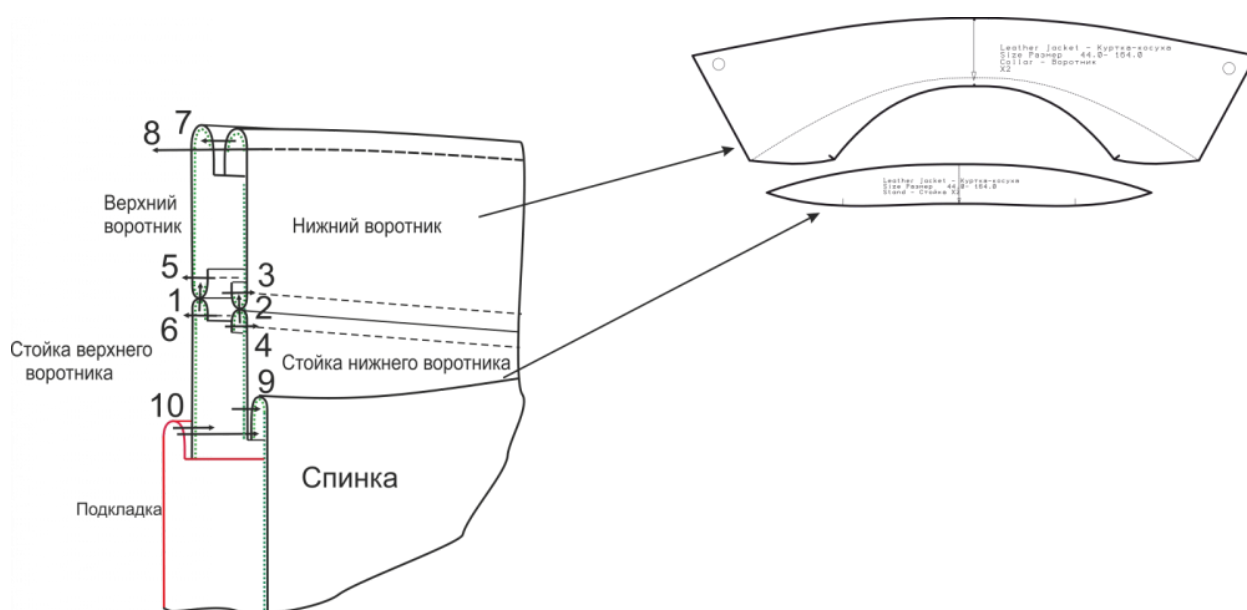 7
8
Верхний
воротник
Нижний воротник
5
3
1
2
6
4
Стойка верхнего
воротника
Стойка нижнего воротника
9
10
Спинка
Подкладка
Leather Jacket - Куртка-косуха
Size Размер 44.0- 164.0
Collar - Воротник
X2
Leather Jacket - Куртка-косуха
Size Размер 44.0- 164.0
Stand - Стойка X2